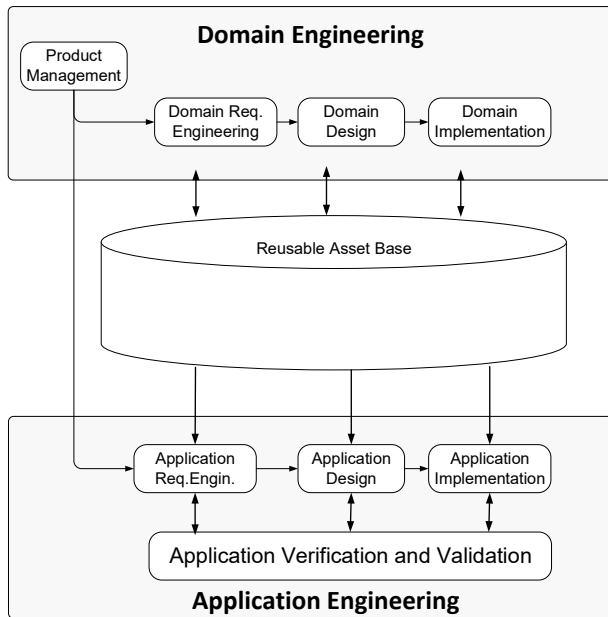 Domain Engineering
Product
Management
Domain Req.
Engineering
Domain
Design
Domain
Implementation
Reusable Asset Base
Application
Req.Engin.
Application
Design
Application
Implementation
Application Verification and Validation
Application Engineering